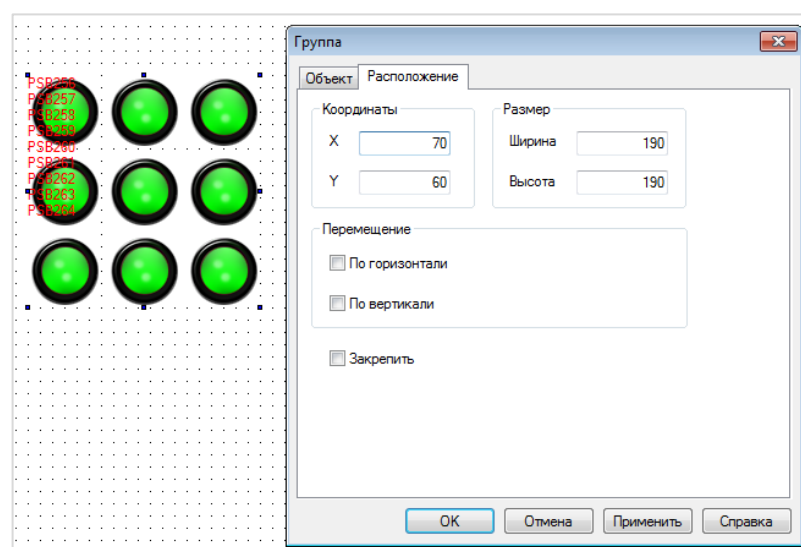 PSB256
PSB257
PSB258
PSB259
PSB260
PSB261
PSB262
PSB263
PSB264
Группа
Объект Расположение
Координаты Размер
X 70 Ширина 190
Y 60 Высота 190
Перемещение
По горизонтали
По вертикали
Закрепить
OK Отмена Применить Справка